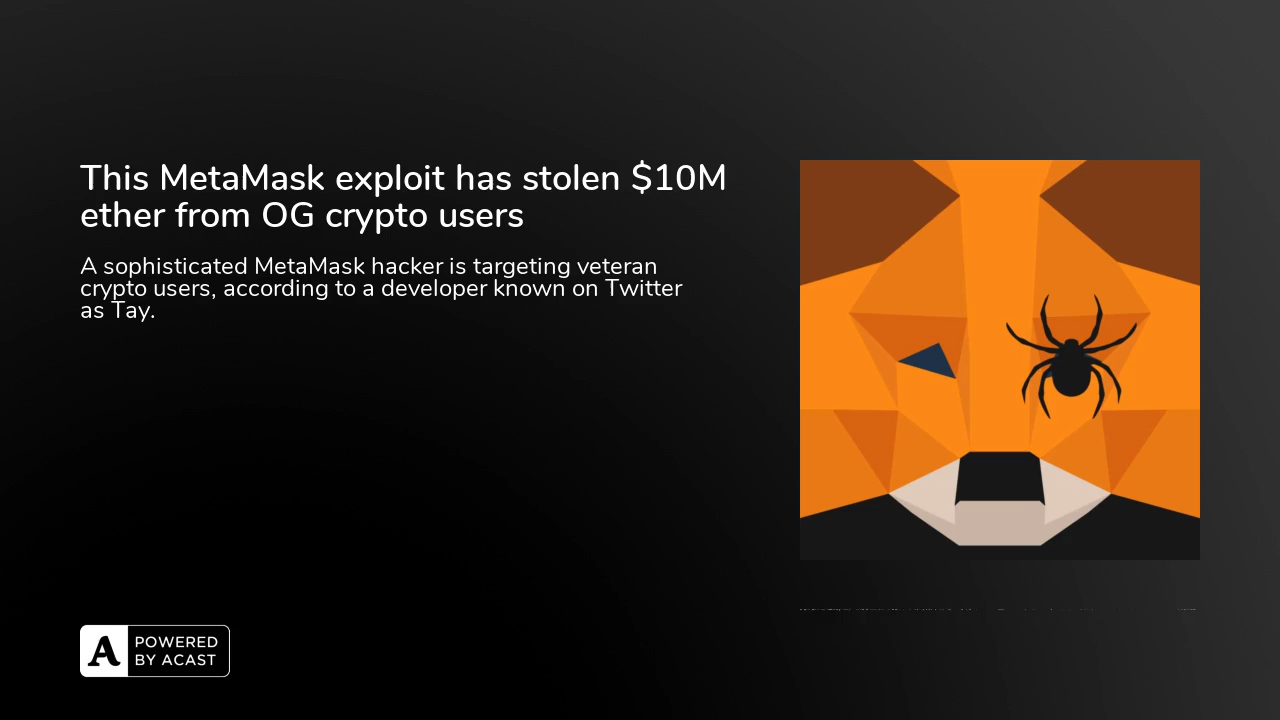 This MetaMask exploit has stolen $10M
ether from OG crypto users
A sophisticated MetaMask hacker is targeting veteran
crypto users, according to a developer known on Twitter
as Tay.
A
POWERED
BY ACAST